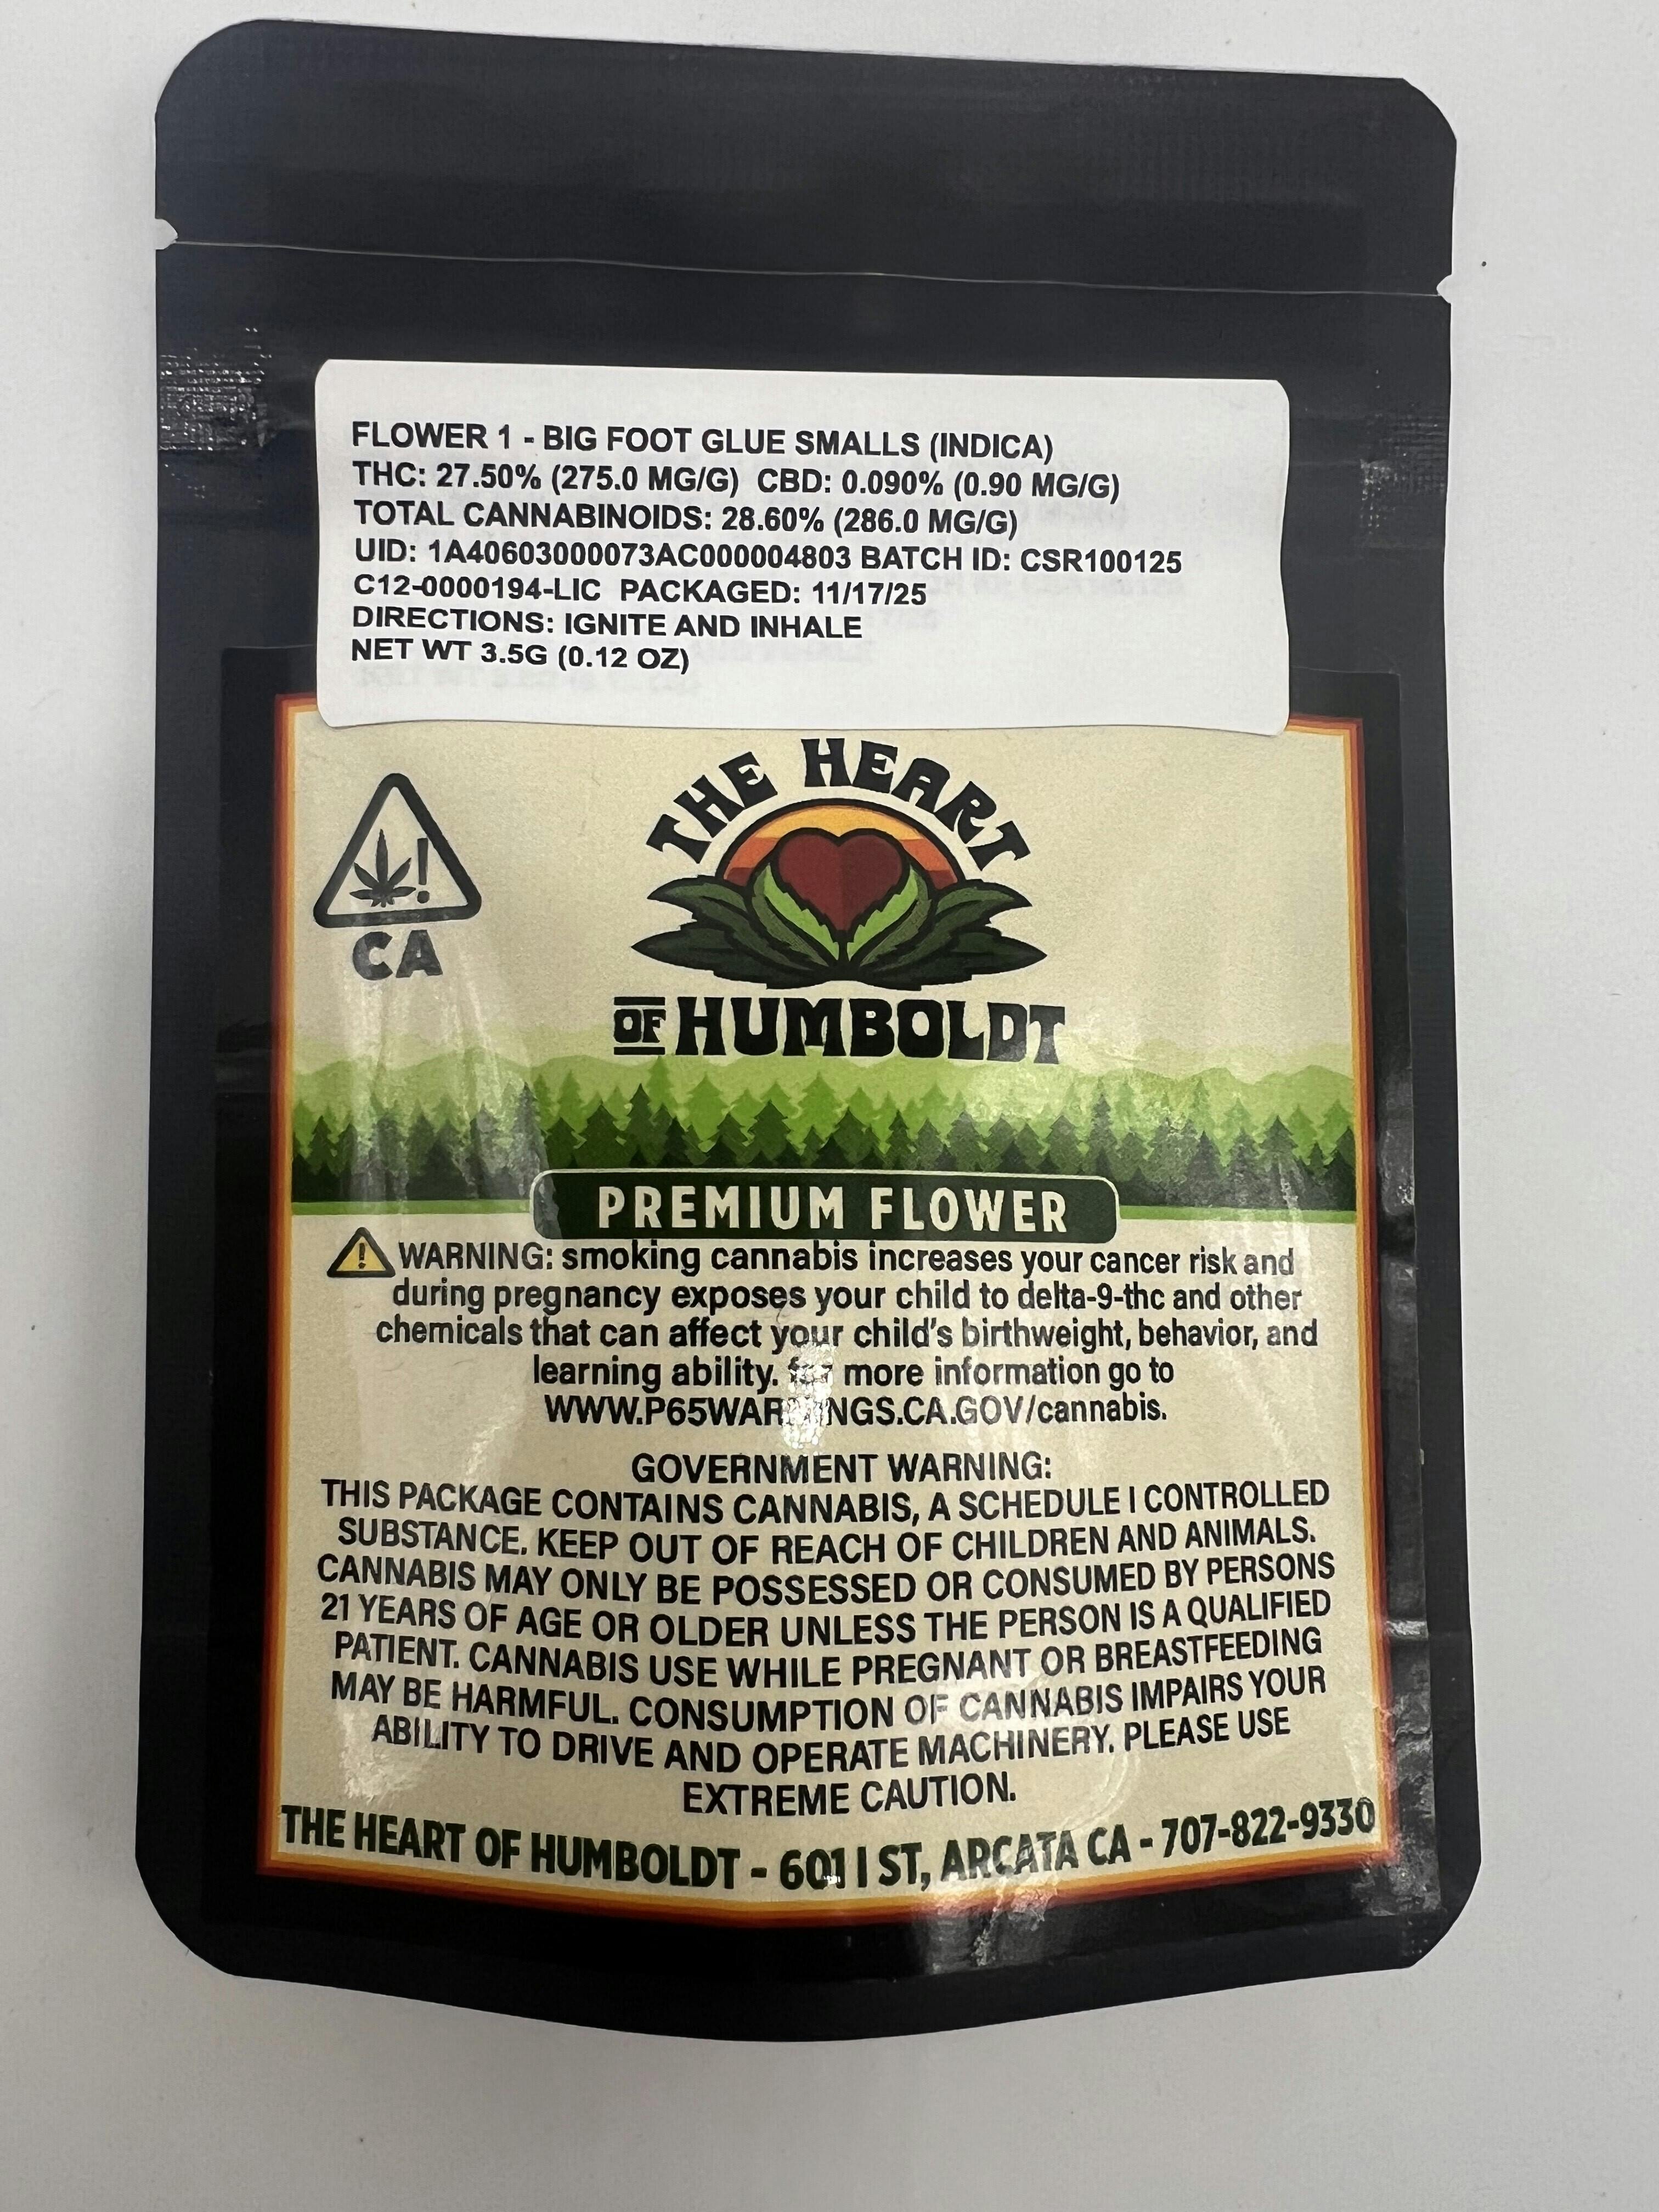 FLOWER 1 - BIG FOOT GLUE SMALLS (INDICA)
THC: 27.50% (275.0 MG/G) CBD: 0.090% (0.90 MG/G)
TOTAL CANNABINOIDS: 28.60% (286.0 MG/G)
UID: 1A40603000073AC000004803 BATCH ID: CSR100125
C12-0000194-LIC PACKAGED: 11/17/25
DIRECTIONS: IGNITE AND INHALE
NET WT 3.5G (0.12 OZ)
THE HEART
OF HUMBOLDT
CA
PREMIUM FLOWER
WARNING: smoking cannabis increases your cancer risk and
during pregnancy exposes your child to delta-9-thc and other
chemicals that can affect your child's birthweight, behavior, and
learning ability. for more information go to
WWW.P65WARNINGS.CA.GOV/cannabis.
GOVERNMENT WARNING:
THIS PACKAGE CONTAINS CANNABIS, A SCHEDULE I CONTROLLED
SUBSTANCE. KEEP OUT OF REACH OF CHILDREN AND ANIMALS.
CANNABIS MAY ONLY BE POSSESSED OR CONSUMED BY PERSONS
21 YEARS OF AGE OR OLDER UNLESS THE PERSON IS A QUALIFIED
PATIENT. CANNABIS USE WHILE PREGNANT OR BREASTFEEDING
MAY BE HARMFUL. CONSUMPTION OF CANNABIS IMPAIRS YOUR
ABILITY TO DRIVE AND OPERATE MACHINERY. PLEASE USE
EXTREME CAUTION.
THE HEART OF HUMBOLDT - 601 I ST, ARCATA CA - 707-822-9330